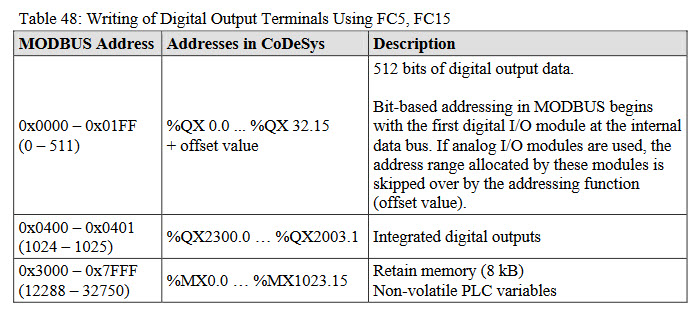 Table 48: Writing of Digital Output Terminals Using FC5, FC15
MODBUS Address Addresses in CoDeSys Description
0x0000 – 0x01FF
(0 – 511)
%QX 0.0 ... %QX 32.15
+ offset value
512 bits of digital output data.
Bit-based addressing in MODBUS begins
with the first digital I/O module at the internal
data bus. If analog I/O modules are used, the
address range allocated by these modules is
skipped over by the addressing function
(offset value).
0x0400 – 0x0401
(1024 – 1025)
%QX2300.0 … %QX2003.1
Integrated digital outputs
0x3000 – 0x7FFF
(12288 – 32750)
%MX0.0 … %MX1023.15
Retain memory (8 kB)
Non-volatile PLC variables